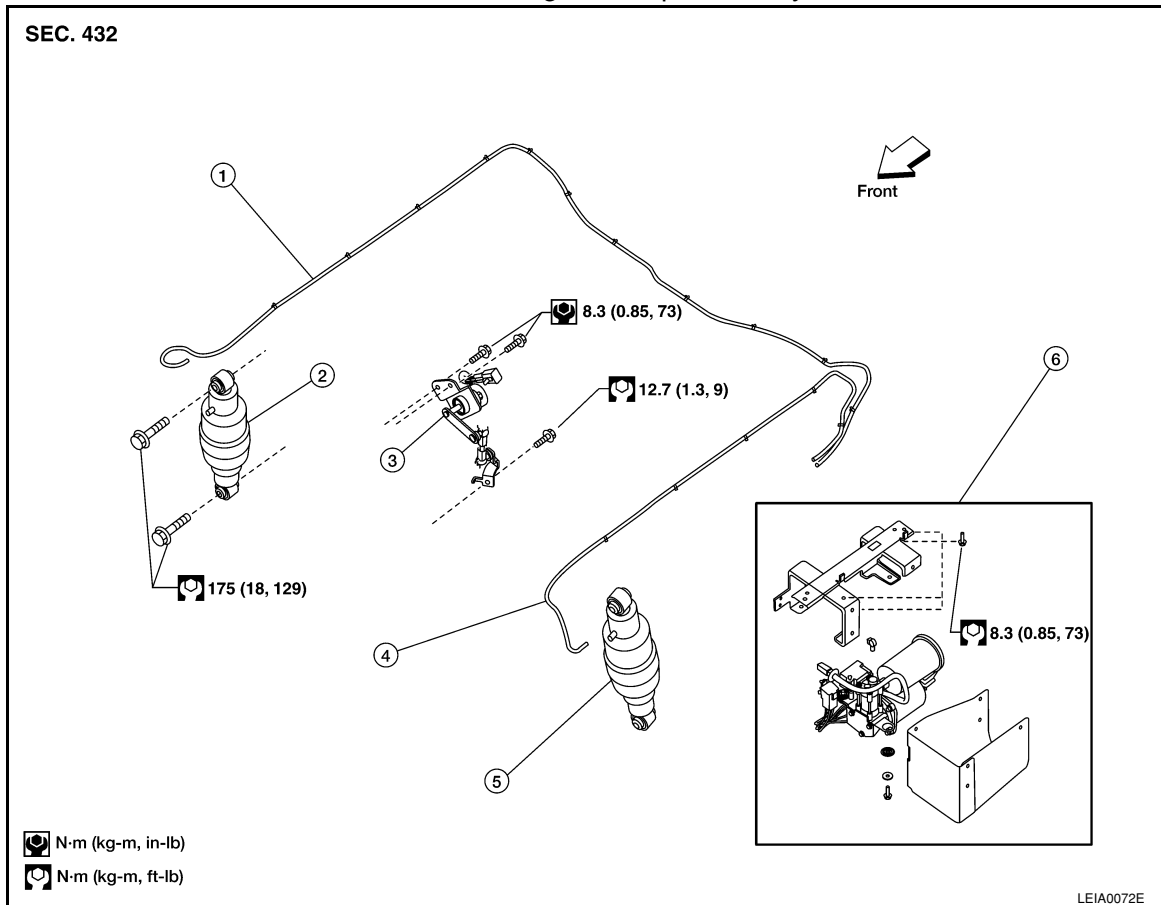 SEC. 432
1
Front
8.3 (0.85, 73)
2
6
12.7 (1.3, 9)
3
175 (18, 129)
8.3 (0.85, 73)
4
5
N·m (kg-m, in-lb)
N·m (kg-m, ft-lb)
LEIA0072E